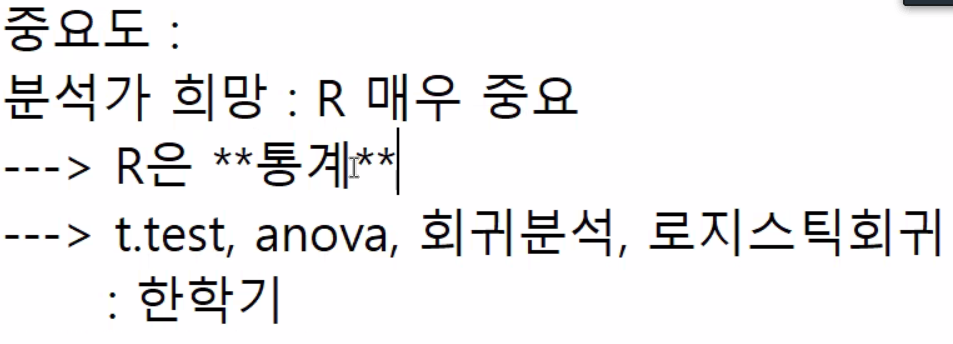 중요도 :
분석가 희망 : R 매우 중요
---> R은 **통계**
---> t.test, anova, 회귀분석, 로지스틱회귀
: 한학기